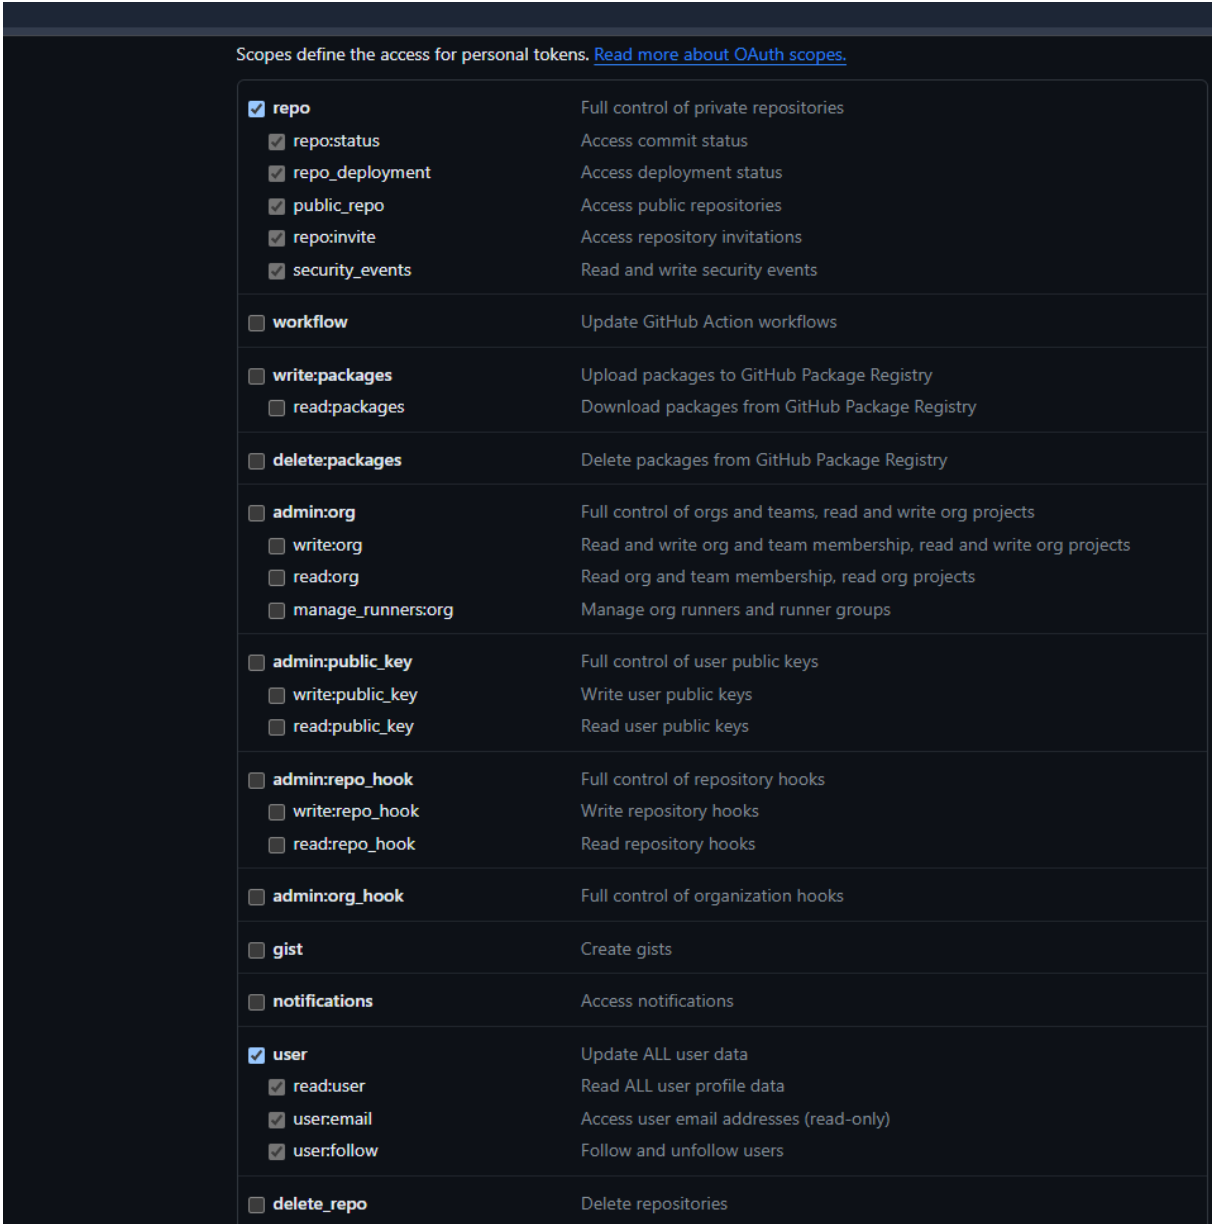 Scopes define the access for personal tokens. Read more about OAuth scopes.
repo Full control of private repositories
repo:status Access commit status
repo_deployment Access deployment status
public_repo Access public repositories
repo:invite Access repository invitations
security_events Read and write security events
workflow Update GitHub Action workflows
write:packages Upload packages to GitHub Package Registry
read:packages Download packages from GitHub Package Registry
delete:packages Delete packages from GitHub Package Registry
admin:org Full control of orgs and teams, read and write org projects
write:org Read and write org and team membership, read and write org projects
read:org Read org and team membership, read org projects
manage_runners:org Manage org runners and runner groups
admin:public_key Full control of user public keys
write:public_key Write user public keys
read:public_key Read user public keys
admin:repo_hook Full control of repository hooks
write:repo_hook Write repository hooks
read:repo_hook Read repository hooks
admin:org_hook Full control of organization hooks
gist Create gists
notifications Access notifications
user Update ALL user data
read:user Read ALL user profile data
user:email Access user email addresses (read-only)
user:follow Follow and unfollow users
delete_repo Delete repositories